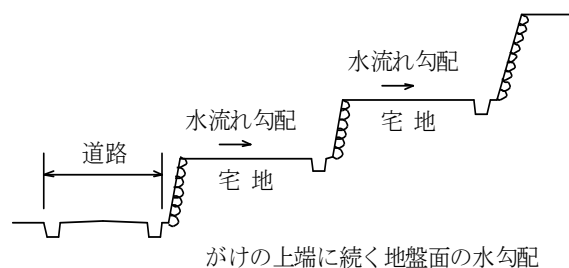 水流れ勾配
水流れ勾配
宅 地
道路
宅 地
がけの上端に続く地盤面の水勾配